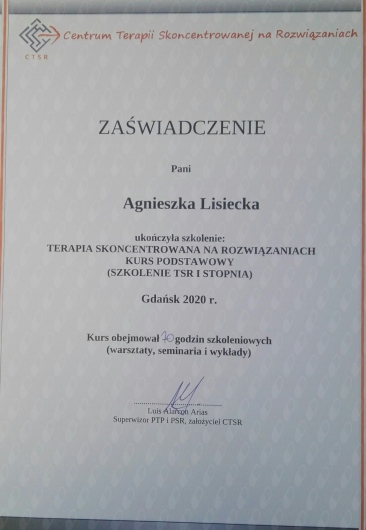 Centrum Terapii Skoncentrowanej na Rozwiązaniach
CTSR
ZAŚWIADCZENIE
Pani
Agnieszka Lisiecka
ukończyła szkolenie:
TERAPIA SKONCENTROWANA NA ROZWIĄZANIACH
KURS PODSTAWOWY
(SZKOLENIE TSR I STOPNIA)
Gdańsk 2020 r.
Kurs obejmował 70 godzin szkoleniowych
(warsztaty, seminaria i wykłady)
Luis Alarcon Arias
Superwizor PTP i PSR, założyciel CTSR